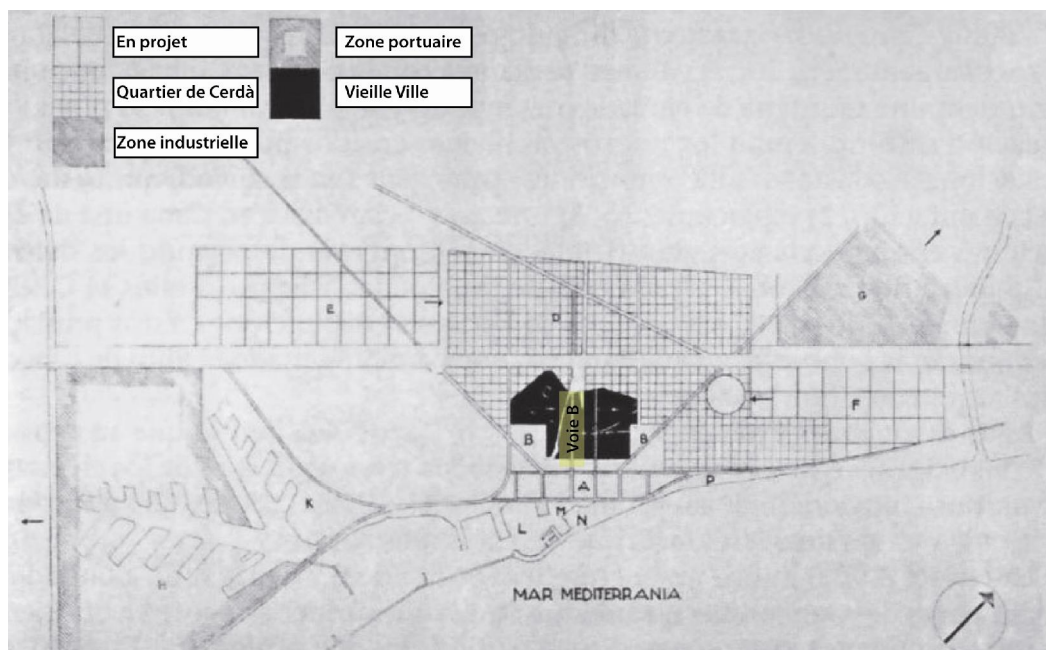 En projet
Zone portuaire
Quartier de Cerdà
Vieille Ville
Zone industrielle
G
E
D
F
B
Voie B
B
A
P
K
M
L
N
H
MAR MEDITERRANIA